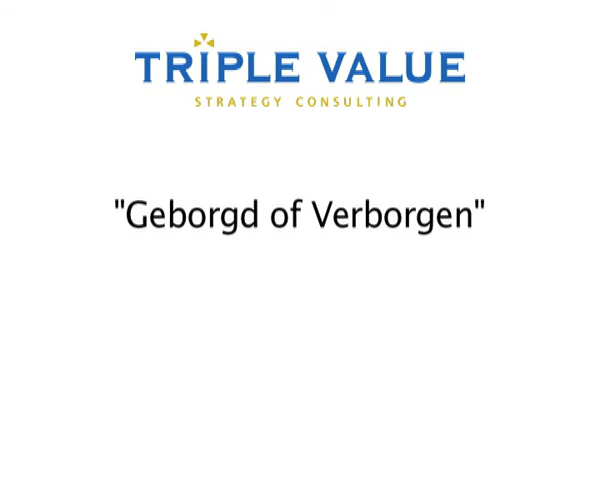 TRIPLE VALUE
STRATEGY CONSULTING
"Geborgd of Verborgen"